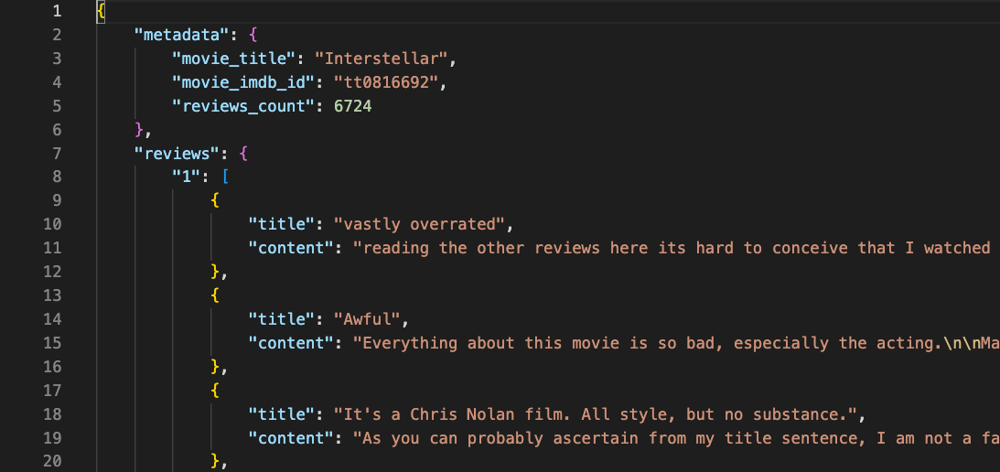 1 {
2 "metadata": {
3 "movie_title": "Interstellar",
4 "movie_imdb_id": "tt0816692",
5 "reviews_count": 6724
6 },
7 "reviews": {
8 "1": [
9 {
10 "title": "vastly overrated",
11 "content": "reading the other reviews here its hard to conceive that I watched
12 },
13 {
14 "title": "Awful",
15 "content": "Everything about this movie is so bad, especially the acting.\n\nMa
16 },
17 {
18 "title": "It's a Chris Nolan film. All style, but no substance.",
19 "content": "As you can probably ascertain from my title sentence, I am not a fa
20 },